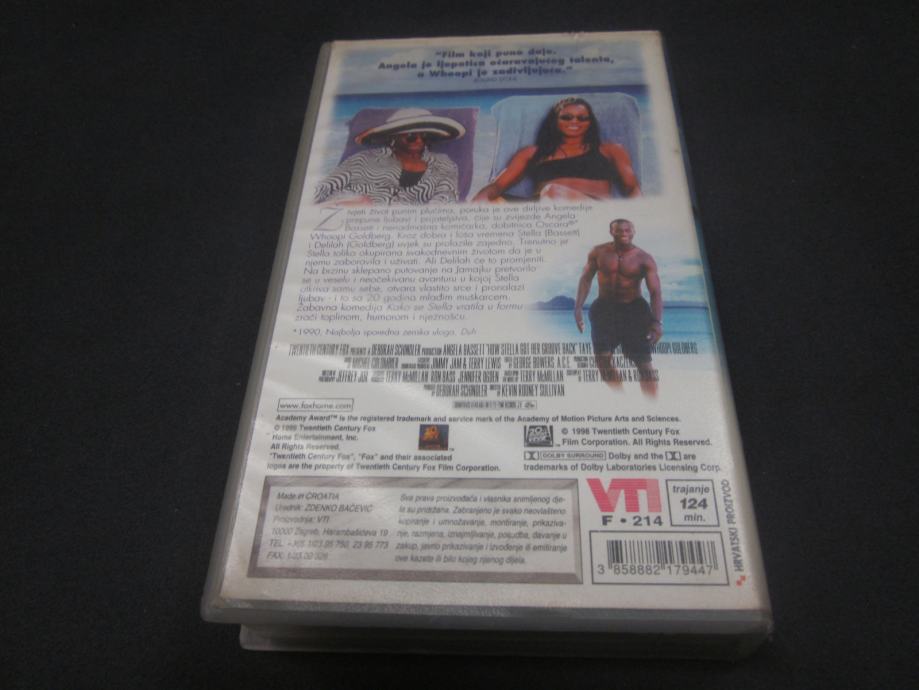 "Film koji puno daje.
Angela je ljepotica očaravajućeg talenta,
a Whoopi je zadivljujuća."
Živjeti život punim plućima, poruka je ove dirljive komedije
prepune ljubavi i prijateljstva, čije su zvijezde Angela
Bassett i nenadmašna komičarka, dobitnica Oscara®*
Whoopi Goldberg. Kroz dobra i loša vremena Stella (Bassett)
i Delilah (Goldberg) uvjek su prolazile zajedno. Trenutno je
Stella toliko okupirana svakodnevnim životom da je u
njemu zaboravila i uživati. Ali Delilah će to promjeniti.
Na brzinu sklepano putovanje na Jamajku pretvorilo
se u veselu i neočekivanu avanturu u kojoj Stella
otkriva samu sebe, otvara vlastito srce i pronalazi
ljubav - i to sa 20 godina mlađim muškarcem.
Zabavna komedija Kako se Stella vratila u formu
zrači toplinom, humorom i nježnošću.
*1990, Najbolja sporedna ženska uloga, Duh
TWENTIETH CENTURY FOX PRESENTS A DEBORAH SCHINDLER PRODUCTION ANGELA BASSETT "HOW STELLA GOT HER GROOVE BACK" TAYE WHOOPI GOLDBERG
MICHEL COLOMBIER JIMMY JAM & TERRY LEWIS GEORGE BOWERS, A.C.E.
JEFFREY JUR TERRY McMILLAN RON BASS JENNIFER OGDEN TERRY McMILLAN TERRY McMILLAN & RON BASS
DEBORAH SCHINDLER KEVIN RODNEY SULLIVAN
www.foxhome.com
Academy Award™ is the registered trademark and service mark of the Academy of Motion Picture Arts and Sciences.
© 1999 Twentieth Century Fox
Home Entertainment, Inc.
All Rights Reserved.
"Twentieth Century Fox", "Fox" and their associated
logos are the property of Twentieth Century Fox Film Corporation.
© 1998 Twentieth Century Fox
Film Corporation. All Rights Reserved.
DOLBY SURROUND Dolby and the are
trademarks of Dolby Laboratories Licensing Corp.
Made in CROATIA
Urednik: ZDENKO BAČEVIĆ
Proizvodnja: VTI
10000 Zagreb, Harambašićeva 19
Sva prava proizvođača i vlasnika snimljenog dje-
la su pridržana. Zabranjeno je svako neovlašteno
kopiranje i umnožavanje, montiranje, prikaziva-
nje, razmjena, iznajmljivanje, posudba, davanje u
zakup, javno prikazivanje i izvođenje ili emitiranje
ove kazete ili bilo kojeg njenog dijela.
VTI
F • 214
trajanje
124
min.
3 858882 179447
HRVATSKI PROIZVOD